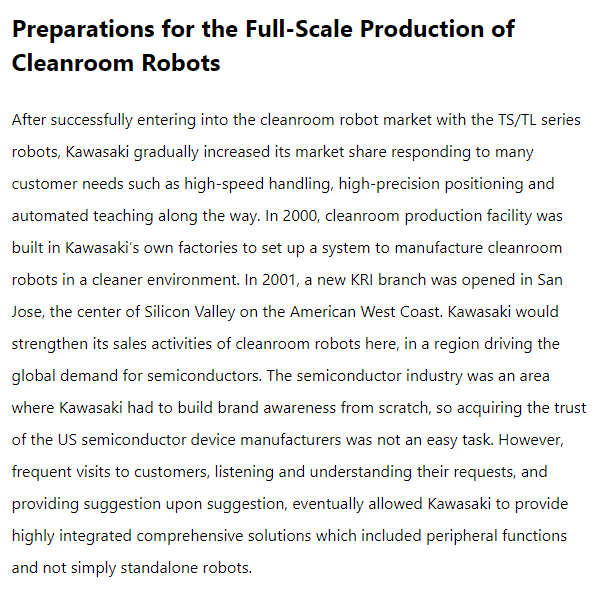 Preparations for the Full-Scale Production of
Cleanroom Robots
After successfully entering into the cleanroom robot market with the TS/TL series
robots, Kawasaki gradually increased its market share responding to many
customer needs such as high-speed handling, high-precision positioning and
automated teaching along the way. In 2000, cleanroom production facility was
built in Kawasaki’s own factories to set up a system to manufacture cleanroom
robots in a cleaner environment. In 2001, a new KRI branch was opened in San
Jose, the center of Silicon Valley on the American West Coast. Kawasaki would
strengthen its sales activities of cleanroom robots here, in a region driving the
global demand for semiconductors. The semiconductor industry was an area
where Kawasaki had to build brand awareness from scratch, so acquiring the trust
of the US semiconductor device manufacturers was not an easy task. However,
frequent visits to customers, listening and understanding their requests, and
providing suggestion upon suggestion, eventually allowed Kawasaki to provide
highly integrated comprehensive solutions which included peripheral functions
and not simply standalone robots.